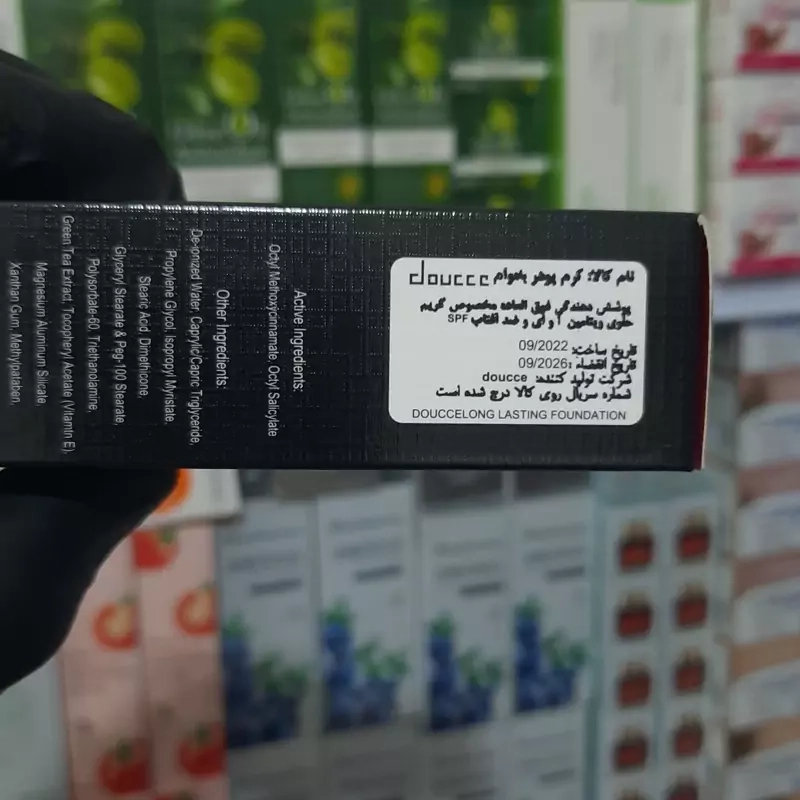 نام کالا: کرم پودر بادوام doucce
پوششی دهندگی فوق العاده مخصوص گریم
حاوی ویتامین آ و ای و ضد آفتاب SPF
تاریخ ساخت: 09/2022
تاریخ انقضاء: 09/2026
شرکت تولید کننده: doucce
شماره سریال روی کالا درج شده است
DOUCCELONG LASTING FOUNDATION
Active Ingredients:
Octyl Methoxycinnamate, Octyl Salicylate
Other Ingredients:
De-ionized Water, Caprylic/Capric Triglyceride,
Propylene Glycol, Isopropyl Myristate,
Stearic Acid, Dimethicone,
Glyceryl Stearate & Peg-100 Stearate,
Polysorbate-60, Triethanolamine,
Green Tea Extract, Tocopheryl Acetate (Vitamin E),
Magnesium Aluminum Silicate,
Xanthan Gum, Methylpalaben,